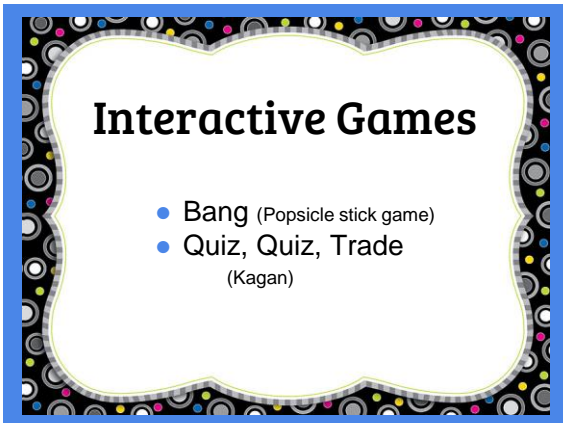 Interactive Games
● Bang (Popsicle stick game)
● Quiz, Quiz, Trade
(Kagan)